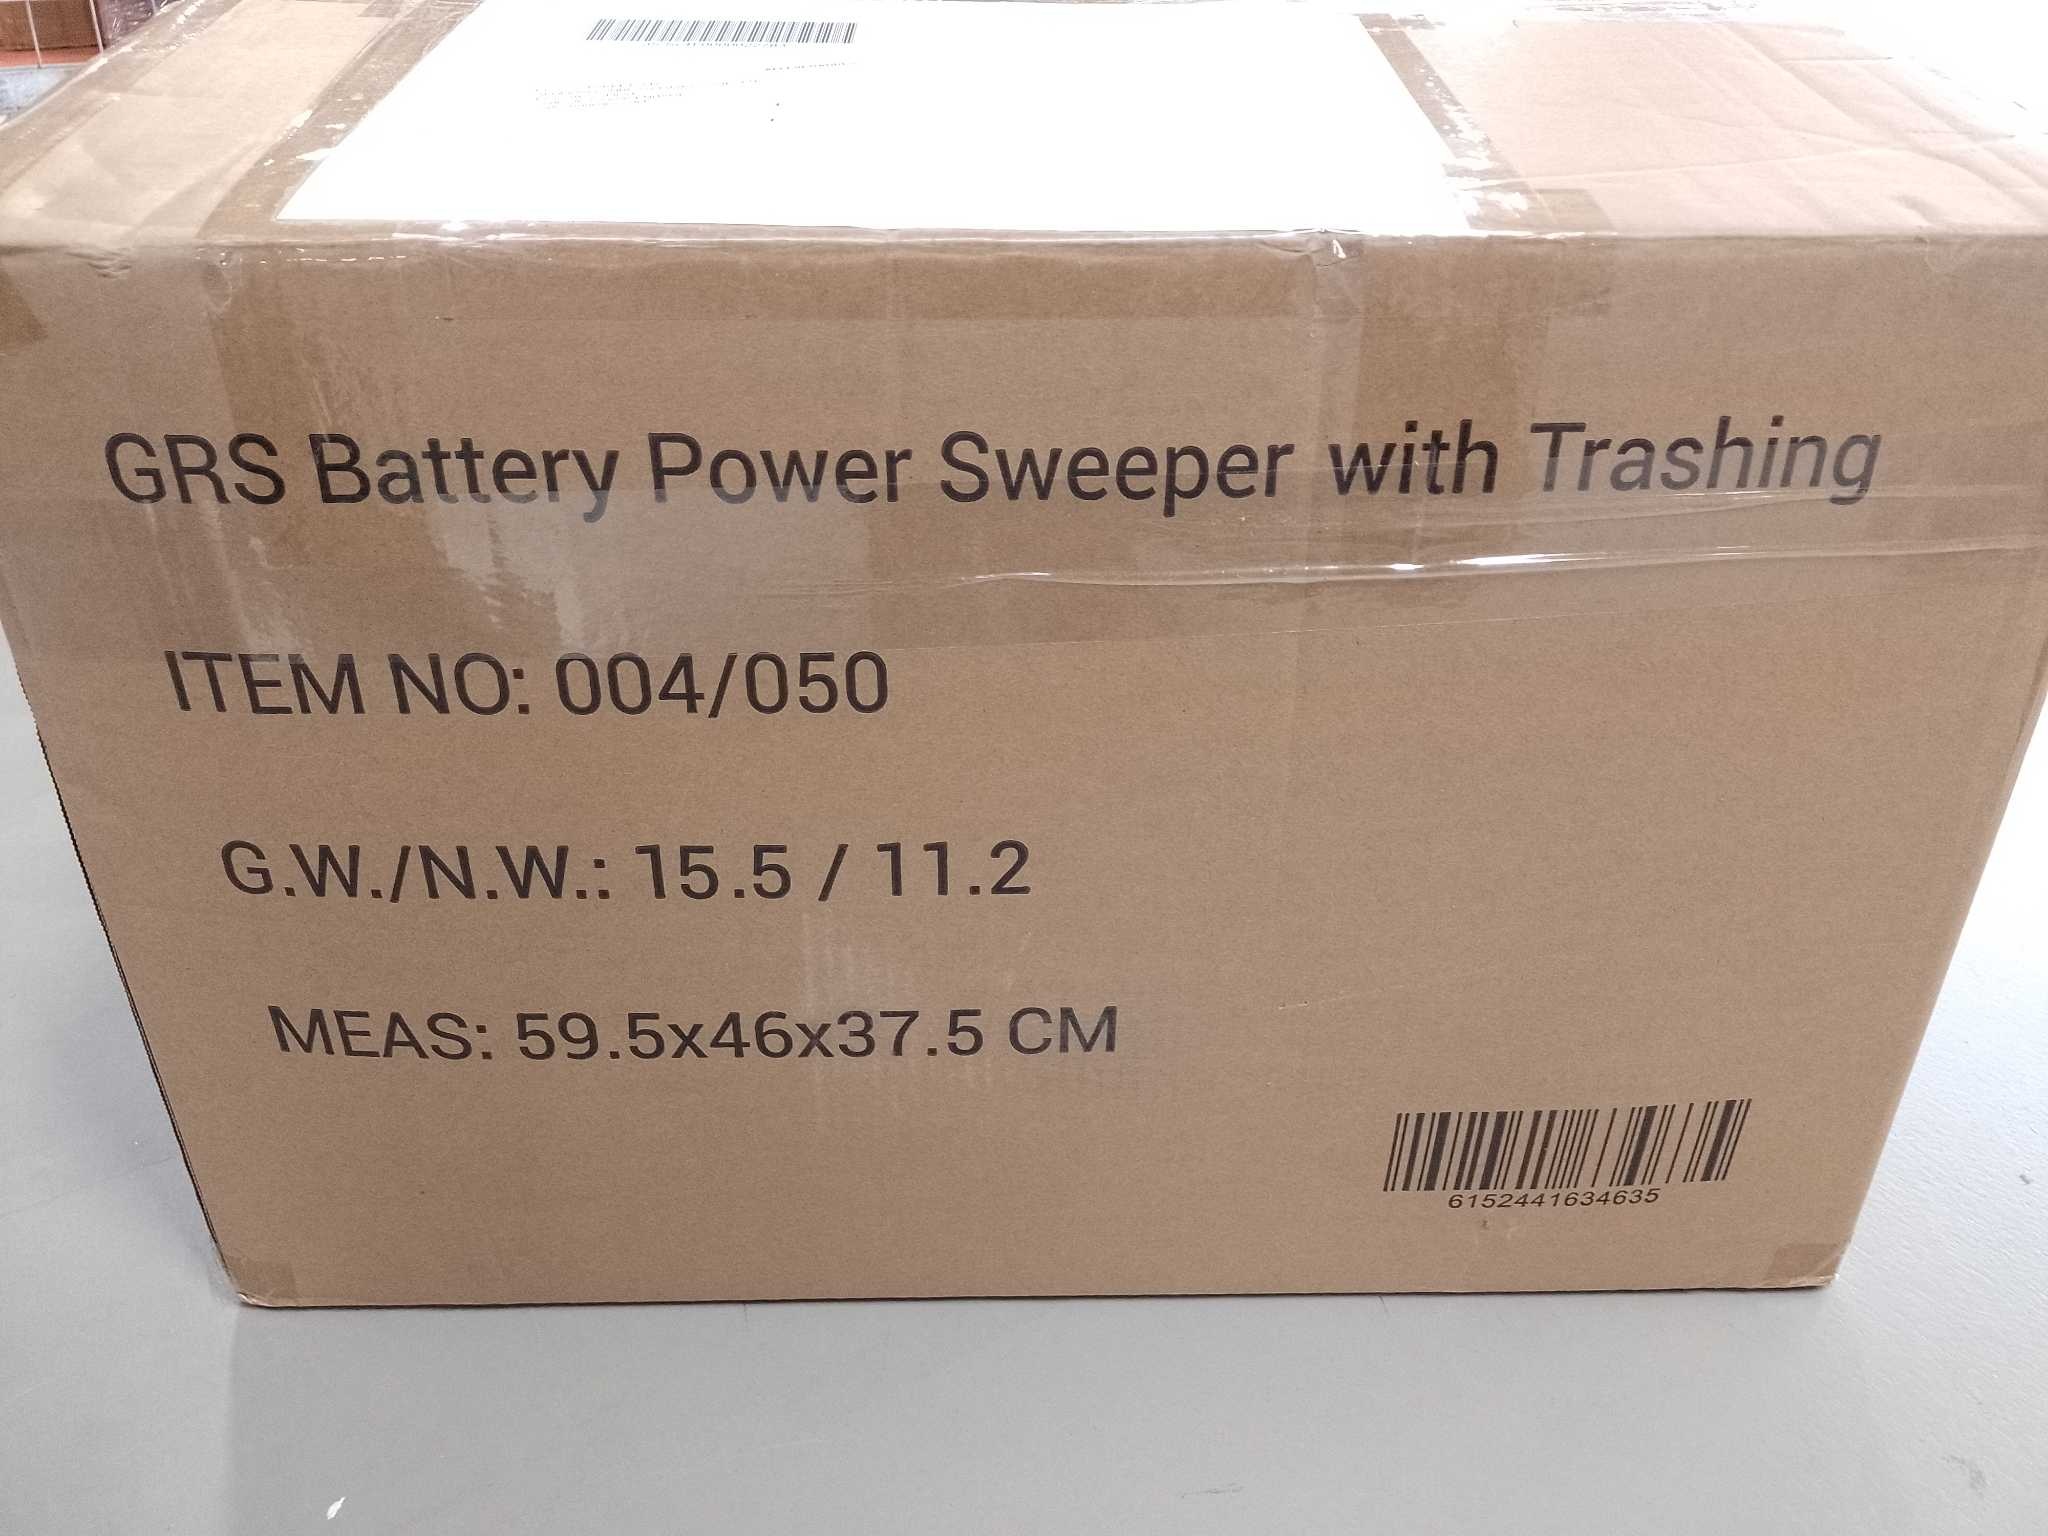 GRS Battery Power Sweeper with Trashing
ITEM NO: 004/050
G.W./N.W.: 15.5 / 11.2
MEAS: 59.5x46x37.5 CM
6152441634635